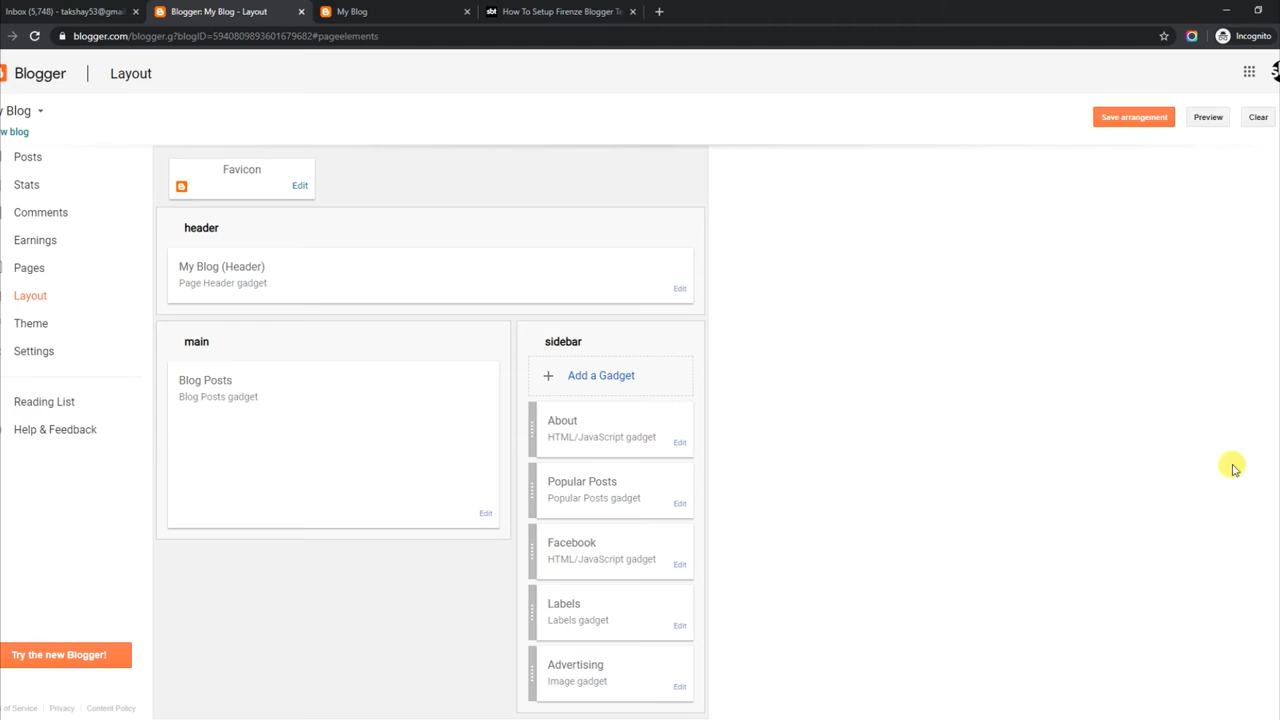 Inbox (5,748) - takshay53@gmail.c
Blogger: My Blog - Layout
My Blog
sbt
How To Setup Firenze Blogger Te
blogger.com/blogger.g?blogID=5940809893601679682#pageelements
Incognito
Blogger
Layout
y Blog
w blog
Save arrangement
Preview
Clear
Posts
Stats
Comments
Earnings
Pages
Layout
Theme
Settings
Reading List
Help & Feedback
Try the new Blogger!
s of Service
Privacy
Content Policy
Favicon
Edit
header
My Blog (Header)
Page Header gadget
Edit
main
Blog Posts
Blog Posts gadget
Edit
sidebar
Add a Gadget
About
HTML/JavaScript gadget
Edit
Popular Posts
Popular Posts gadget
Edit
Facebook
HTML/JavaScript gadget
Edit
Labels
Labels gadget
Edit
Advertising
Image gadget
Edit